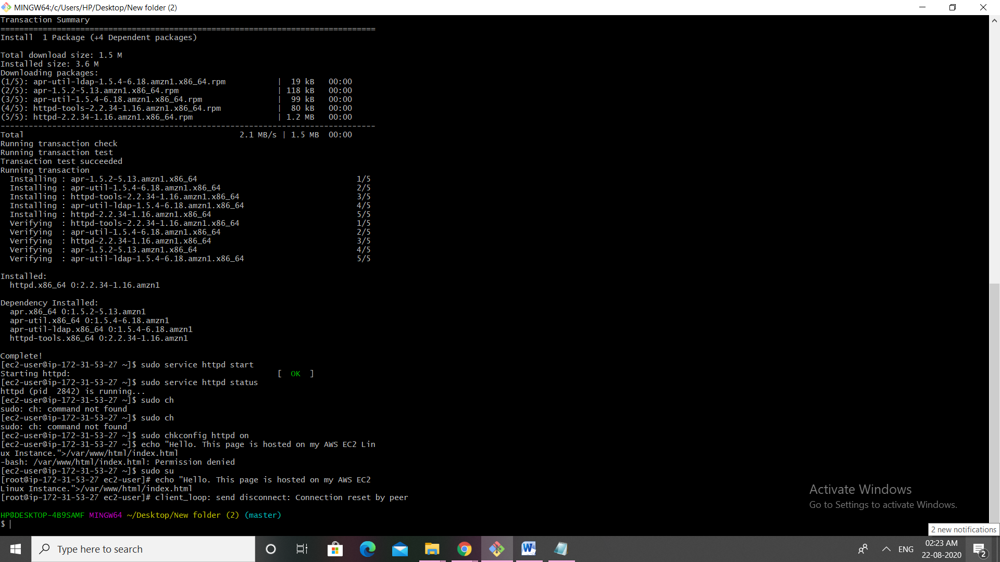 MINGW64:/c/Users/HP/Desktop/New folder (2)
Transaction Summary
================================================================================
Install  1 Package (+4 Dependent packages)
Total download size: 1.5 M
Installed size: 3.6 M
Downloading packages:
(1/5): apr-util-ldap-1.5.4-6.18.amzn1.x86_64.rpm           |  19 kB   00:00
(2/5): apr-1.5.2-5.13.amzn1.x86_64.rpm                     | 118 kB   00:00
(3/5): apr-util-1.5.4-6.18.amzn1.x86_64.rpm                |  99 kB   00:00
(4/5): httpd-tools-2.2.34-1.16.amzn1.x86_64.rpm            |  80 kB   00:00
(5/5): httpd-2.2.34-1.16.amzn1.x86_64.rpm                  | 1.2 MB   00:00
--------------------------------------------------------------------------------
Total                                              2.1 MB/s | 1.5 MB  00:00
Running transaction check
Running transaction test
Transaction test succeeded
Running transaction
  Installing : apr-1.5.2-5.13.amzn1.x86_64                                  1/5
  Installing : apr-util-1.5.4-6.18.amzn1.x86_64                             2/5
  Installing : httpd-tools-2.2.34-1.16.amzn1.x86_64                         3/5
  Installing : apr-util-ldap-1.5.4-6.18.amzn1.x86_64                        4/5
  Installing : httpd-2.2.34-1.16.amzn1.x86_64                               5/5
  Verifying  : httpd-tools-2.2.34-1.16.amzn1.x86_64                         1/5
  Verifying  : apr-util-1.5.4-6.18.amzn1.x86_64                             2/5
  Verifying  : httpd-2.2.34-1.16.amzn1.x86_64                               3/5
  Verifying  : apr-1.5.2-5.13.amzn1.x86_64                                  4/5
  Verifying  : apr-util-ldap-1.5.4-6.18.amzn1.x86_64                        5/5
Installed:
  httpd.x86_64 0:2.2.34-1.16.amzn1
Dependency Installed:
  apr.x86_64 0:1.5.2-5.13.amzn1
  apr-util.x86_64 0:1.5.4-6.18.amzn1
  apr-util-ldap.x86_64 0:1.5.4-6.18.amzn1
  httpd-tools.x86_64 0:2.2.34-1.16.amzn1
Complete!
[ec2-user@ip-172-31-53-27 ~]$ sudo service httpd start
Starting httpd:                                            [  OK  ]
[ec2-user@ip-172-31-53-27 ~]$ sudo service httpd status
httpd (pid  2842) is running...
[ec2-user@ip-172-31-53-27 ~]$ sudo ch
sudo: ch: command not found
[ec2-user@ip-172-31-53-27 ~]$ sudo ch
sudo: ch: command not found
[ec2-user@ip-172-31-53-27 ~]$ sudo chkconfig httpd on
[ec2-user@ip-172-31-53-27 ~]$ echo "Hello. This page is hosted on my AWS EC2 Lin
ux Instance.">/var/www/html/index.html
-bash: /var/www/html/index.html: Permission denied
[ec2-user@ip-172-31-53-27 ~]$ sudo su
[root@ip-172-31-53-27 ec2-user]# echo "Hello. This page is hosted on my AWS EC2
Linux Instance.">/var/www/html/index.html
[root@ip-172-31-53-27 ec2-user]# client_loop: send disconnect: Connection reset by peer
HP@DESKTOP-4B9SAMF MINGW64 ~/Desktop/New folder (2) (master)
$
Activate Windows
Go to Settings to activate Windows.
2 new notifications
Type here to search
ENG
02:23 AM
22-08-2020
2